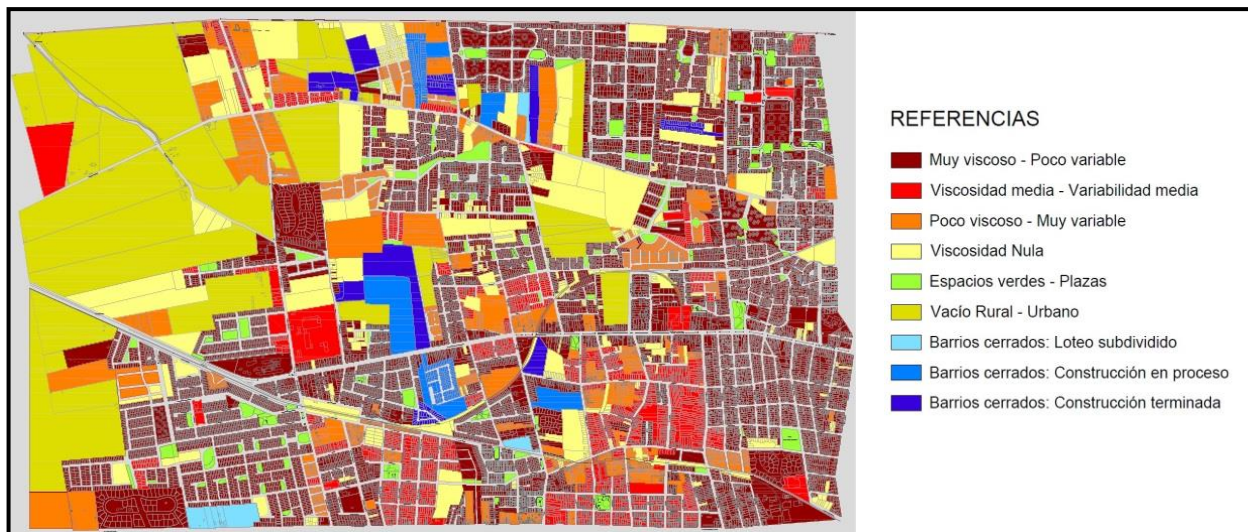 REFERENCIAS
Muy viscoso - Poco variable
Viscosidad media - Variabilidad media
Poco viscoso - Muy variable
Viscosidad Nula
Espacios verdes - Plazas
Vacío Rural - Urbano
Barrios cerrados: Loteo subdividido
Barrios cerrados: Construcción en proceso
Barrios cerrados: Construcción terminada